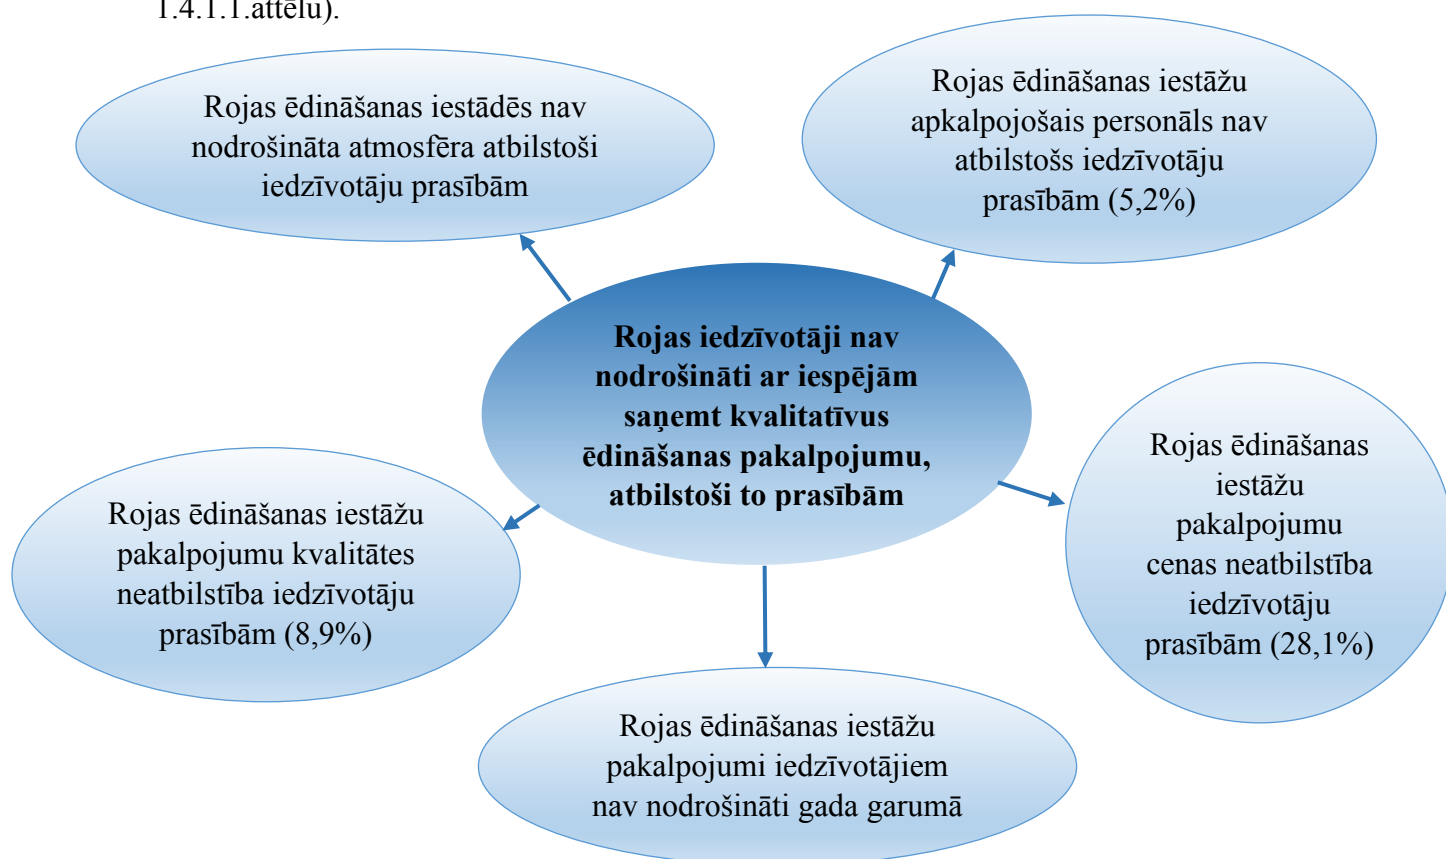 1.4.1.1.attēlu).
Rojas ēdināšanas iestādēs nav
nodrošināta atmosfēra atbilstoši
iedzīvotāju prasībām
Rojas ēdināšanas iestāžu
apkalpojošais personāls nav
atbilstošs iedzīvotāju
prasībām (5,2%)
Rojas iedzīvotāji nav
nodrošināti ar iespējām
saņemt kvalitatīvus
ēdināšanas pakalpojumu,
atbilstoši to prasībām
Rojas ēdināšanas
iestāžu
pakalpojumu
cenas neatbilstība
iedzīvotāju
prasībām (28,1%)
Rojas ēdināšanas iestāžu
pakalpojumu kvalitātes
neatbilstība iedzīvotāju
prasībām (8,9%)
Rojas ēdināšanas iestāžu
pakalpojumi iedzīvotājiem
nav nodrošināti gada garumā